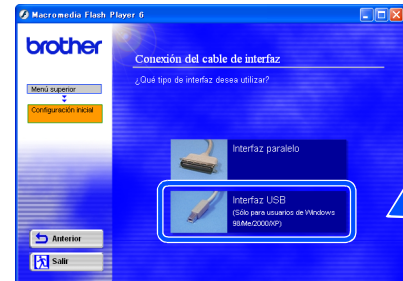 Macromedia Flash Player 6
brother
Conexión del cable de interfaz
¿Qué tipo de interfaz desea utilizar?
Menú superior
Configuración inicial
Interfaz paralelo
Interfaz USB
(Sólo para usuarios de Windows
98/Me/2000/XP)
Anterior
Salir